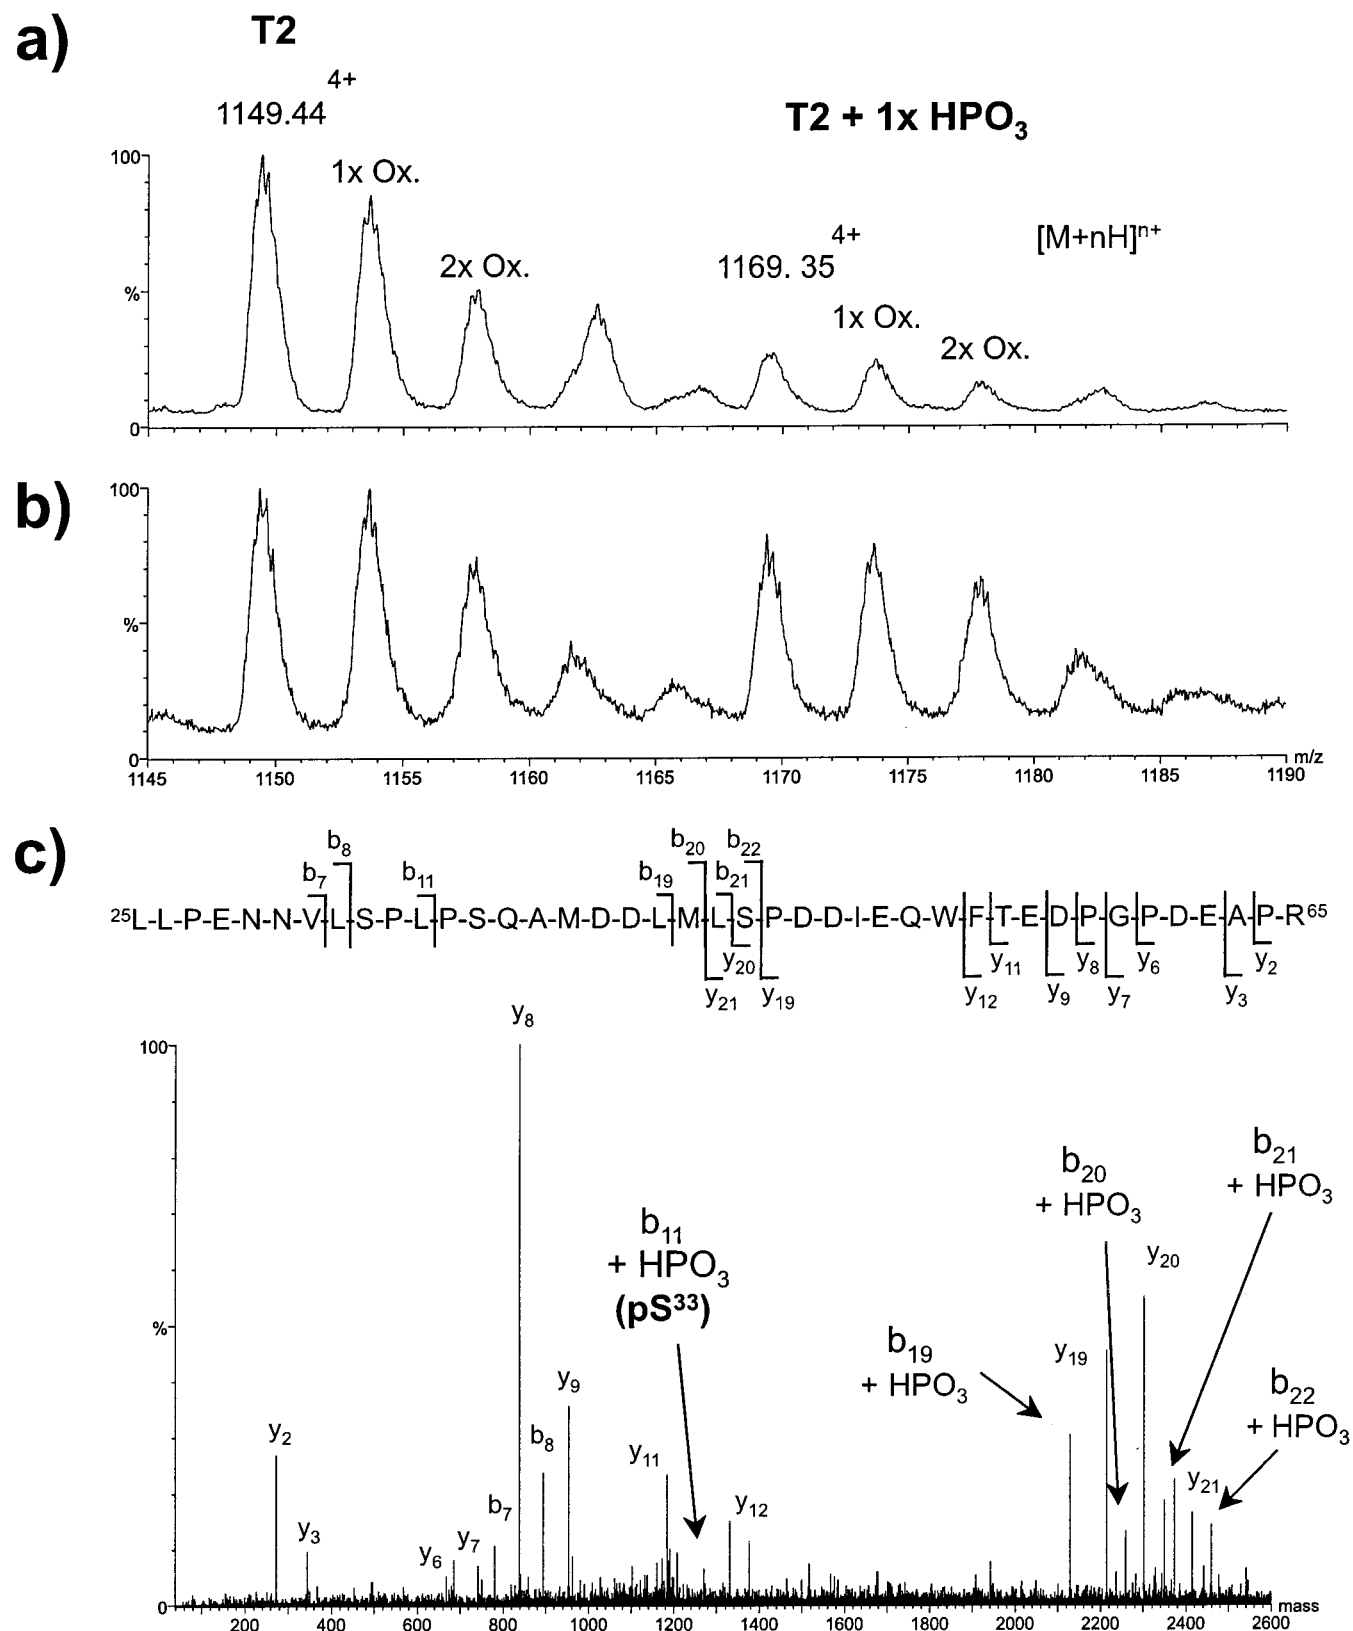 a)
T2
4+
1149.44
T2 + 1x HPO3
100
1x Ox.
2x Ox.
4+
1169. 35
[M+nH]n+
1x Ox.
2x Ox.
%
0
b)
100
%
0
1145 1150 1155 1160 1165 1170 1175 1180 1185 1190 m/z
c)
b7 b8 b11 b19 b20 b21 b22
25L-L-P-E-N-N-V-L-S-P-L-P-S-Q-A-M-D-D-L-M-L-S-P-D-D-I-E-Q-W-F-T-E-D-P-G-P-D-E-A-P-R65
y20 y11 y8 y6 y2
y21 y19 y12 y9 y7 y3
y8
100
b20
+ HPO3
b21
+ HPO3
b11
+ HPO3
(pS33)
y20
%
b19
+ HPO3
y19
y9
b22
+ HPO3
y2
b8
y11
y21
b7
y12
y3
y6
y7
0
200 400 600 800 1000 1200 1400 1600 1800 2000 2200 2400 2600 mass